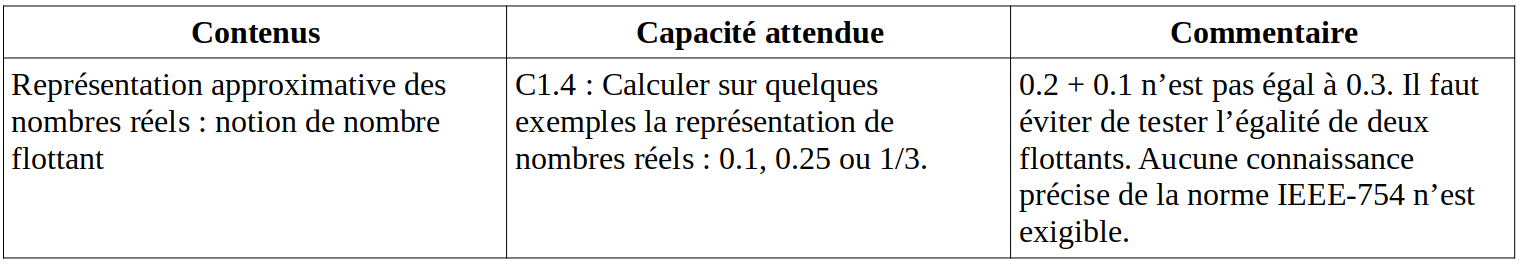 Contenus
Capacité attendue
Commentaire
Représentation approximative des
nombres réels : notion de nombre
flottant
C1.4 : Calculer sur quelques
exemples la représentation de
nombres réels : 0.1, 0.25 ou 1/3.
0.2 + 0.1 n’est pas égal à 0.3. Il faut
éviter de tester l’égalité de deux
flottants. Aucune connaissance
précise de la norme IEEE-754 n’est
exigible.